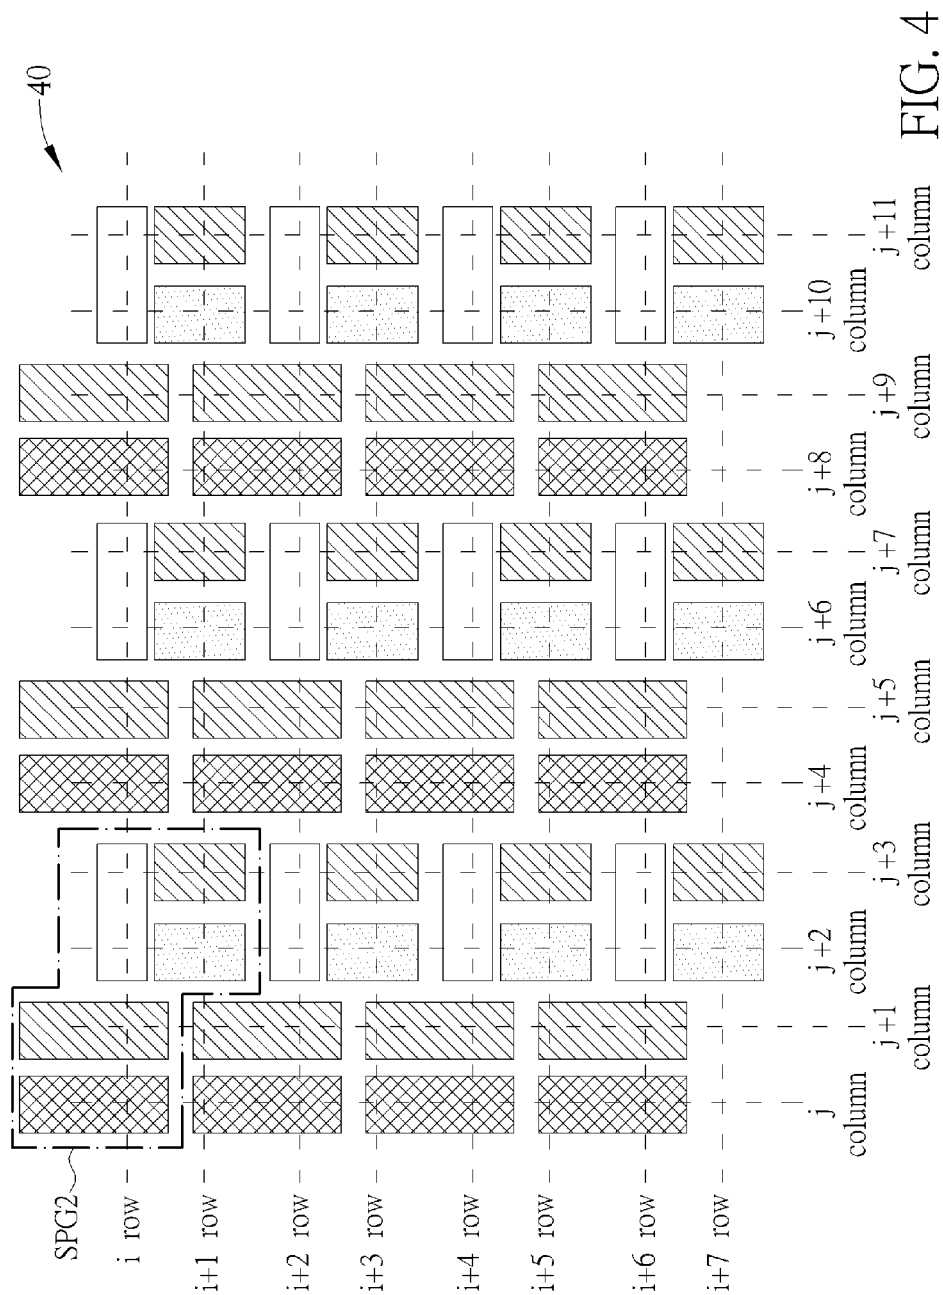 40
SPG2
i row
i+1 row
i+2 row
i+3 row
i+4 row
i+5 row
i+6 row
i+7 row
j
column
j+1
column
j+2
column
j+3
column
j+4
column
j+5
column
j+6
column
j+7
column
j+8
column
j+9
column
j+10
column
j+11
column
FIG. 4